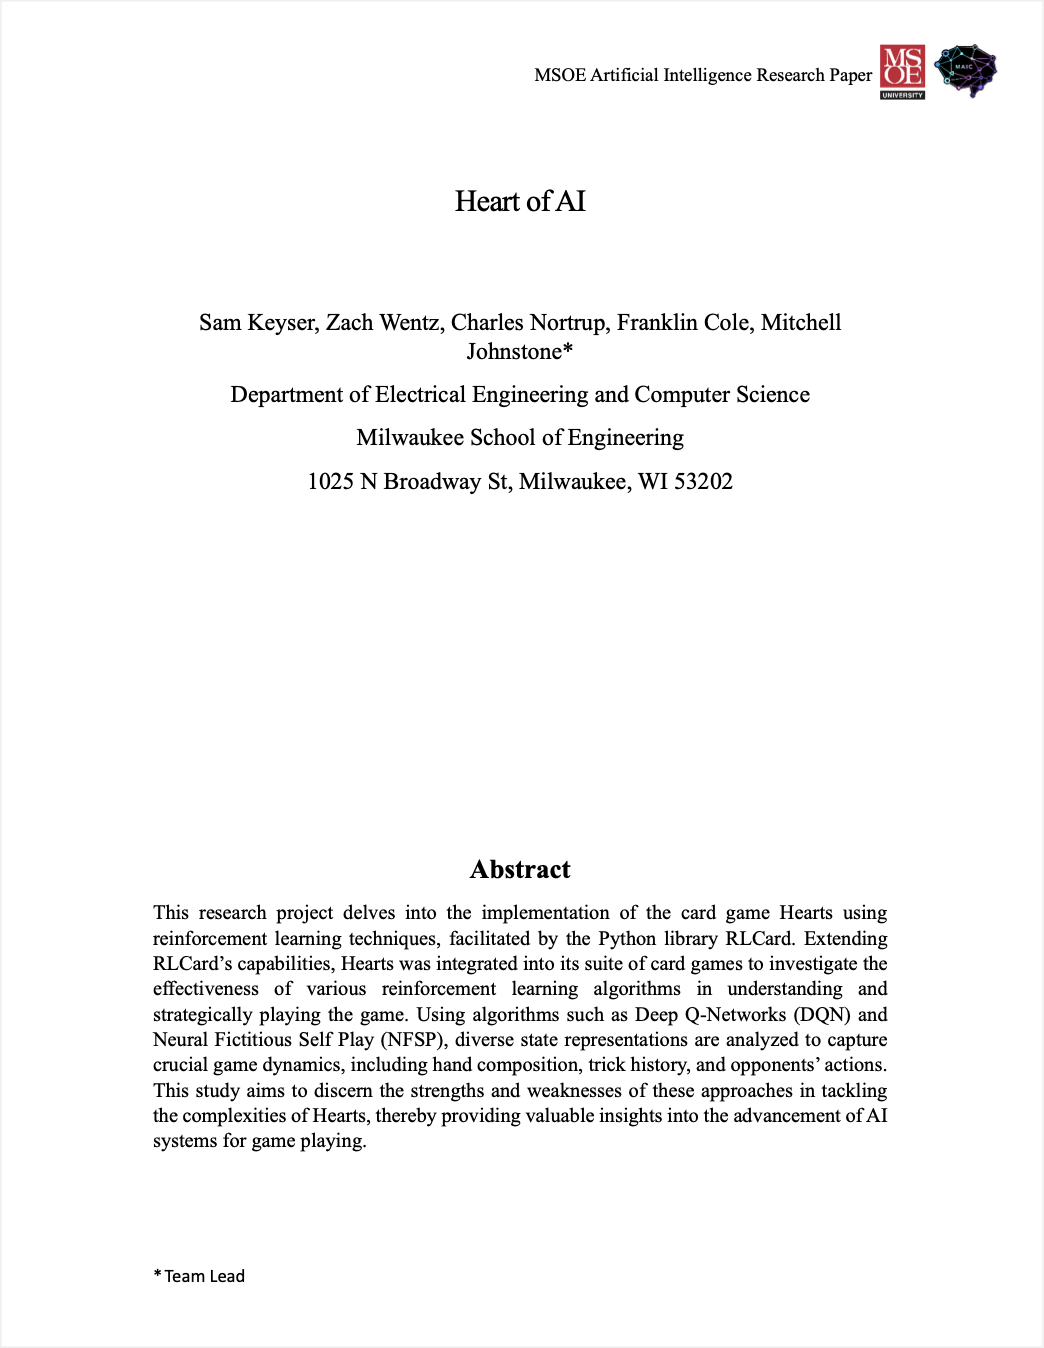 MSOE Artificial Intelligence Research Paper
MS
OE
UNIVERSITY
MAIC
Heart of AI
Sam Keyser, Zach Wentz, Charles Nortrup, Franklin Cole, Mitchell
Johnstone*
Department of Electrical Engineering and Computer Science
Milwaukee School of Engineering
1025 N Broadway St, Milwaukee, WI 53202
Abstract
This research project delves into the implementation of the card game Hearts using
reinforcement learning techniques, facilitated by the Python library RLCard. Extending
RLCard’s capabilities, Hearts was integrated into its suite of card games to investigate the
effectiveness of various reinforcement learning algorithms in understanding and
strategically playing the game. Using algorithms such as Deep Q-Networks (DQN) and
Neural Fictitious Self Play (NFSP), diverse state representations are analyzed to capture
crucial game dynamics, including hand composition, trick history, and opponents’ actions.
This study aims to discern the strengths and weaknesses of these approaches in tackling
the complexities of Hearts, thereby providing valuable insights into the advancement of AI
systems for game playing.
* Team Lead